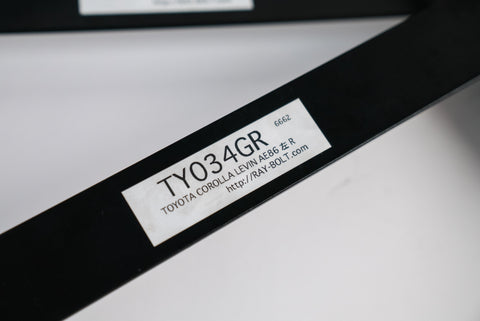 6662
TY034GR
TOYOTA COROLLA LEVIN AE86 左 R
http://RAY-BOLT.com